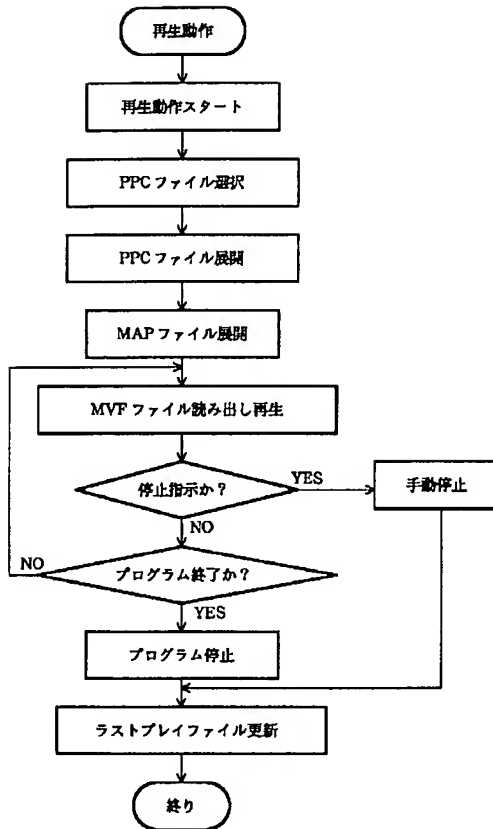 再生動作
再生動作スタート
PPCファイル選択
PPCファイル展開
MAPファイル展開
MVFファイル読み出し再生
停止指示か？
YES
手動停止
NO
プログラム終了か？
NO
YES
プログラム停止
ラストプレイファイル更新
終り